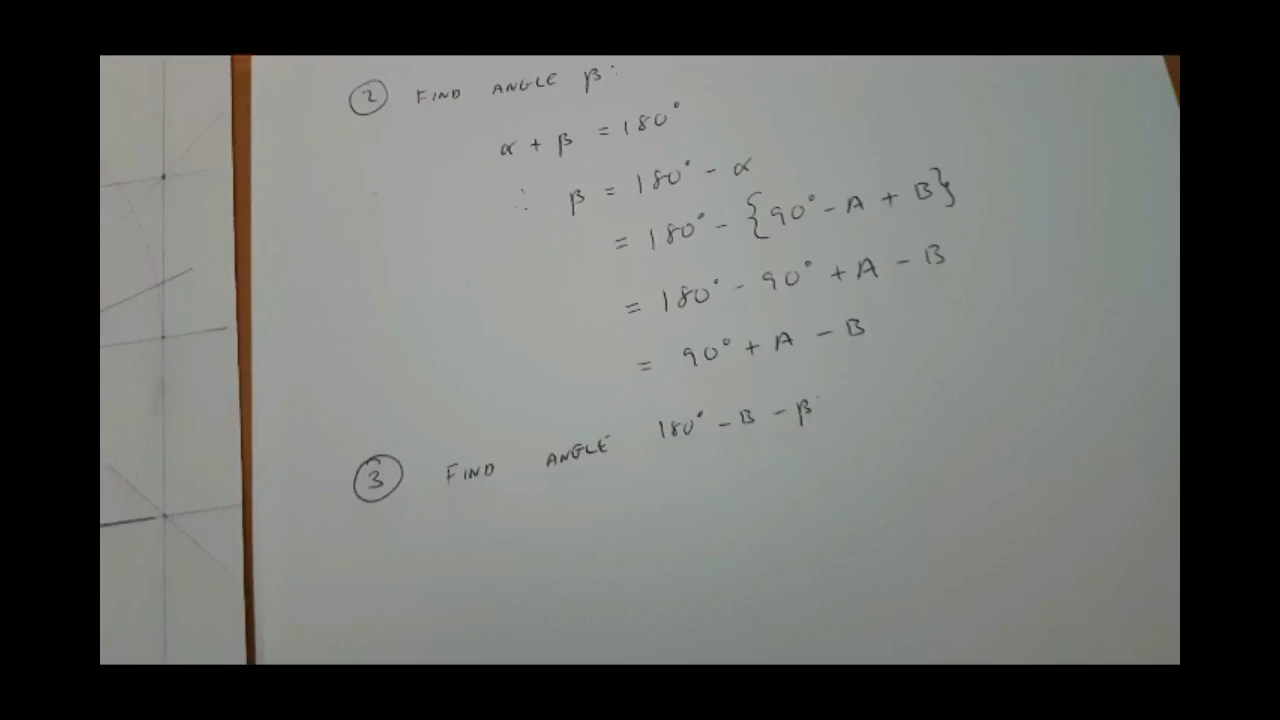 ② FIND ANGLE β:
α + β = 180°
∴ β = 180° - α
= 180° - {90° - A + B}
= 180° - 90° + A - B
= 90° + A - B
③ FIND ANGLE 180° - B - β